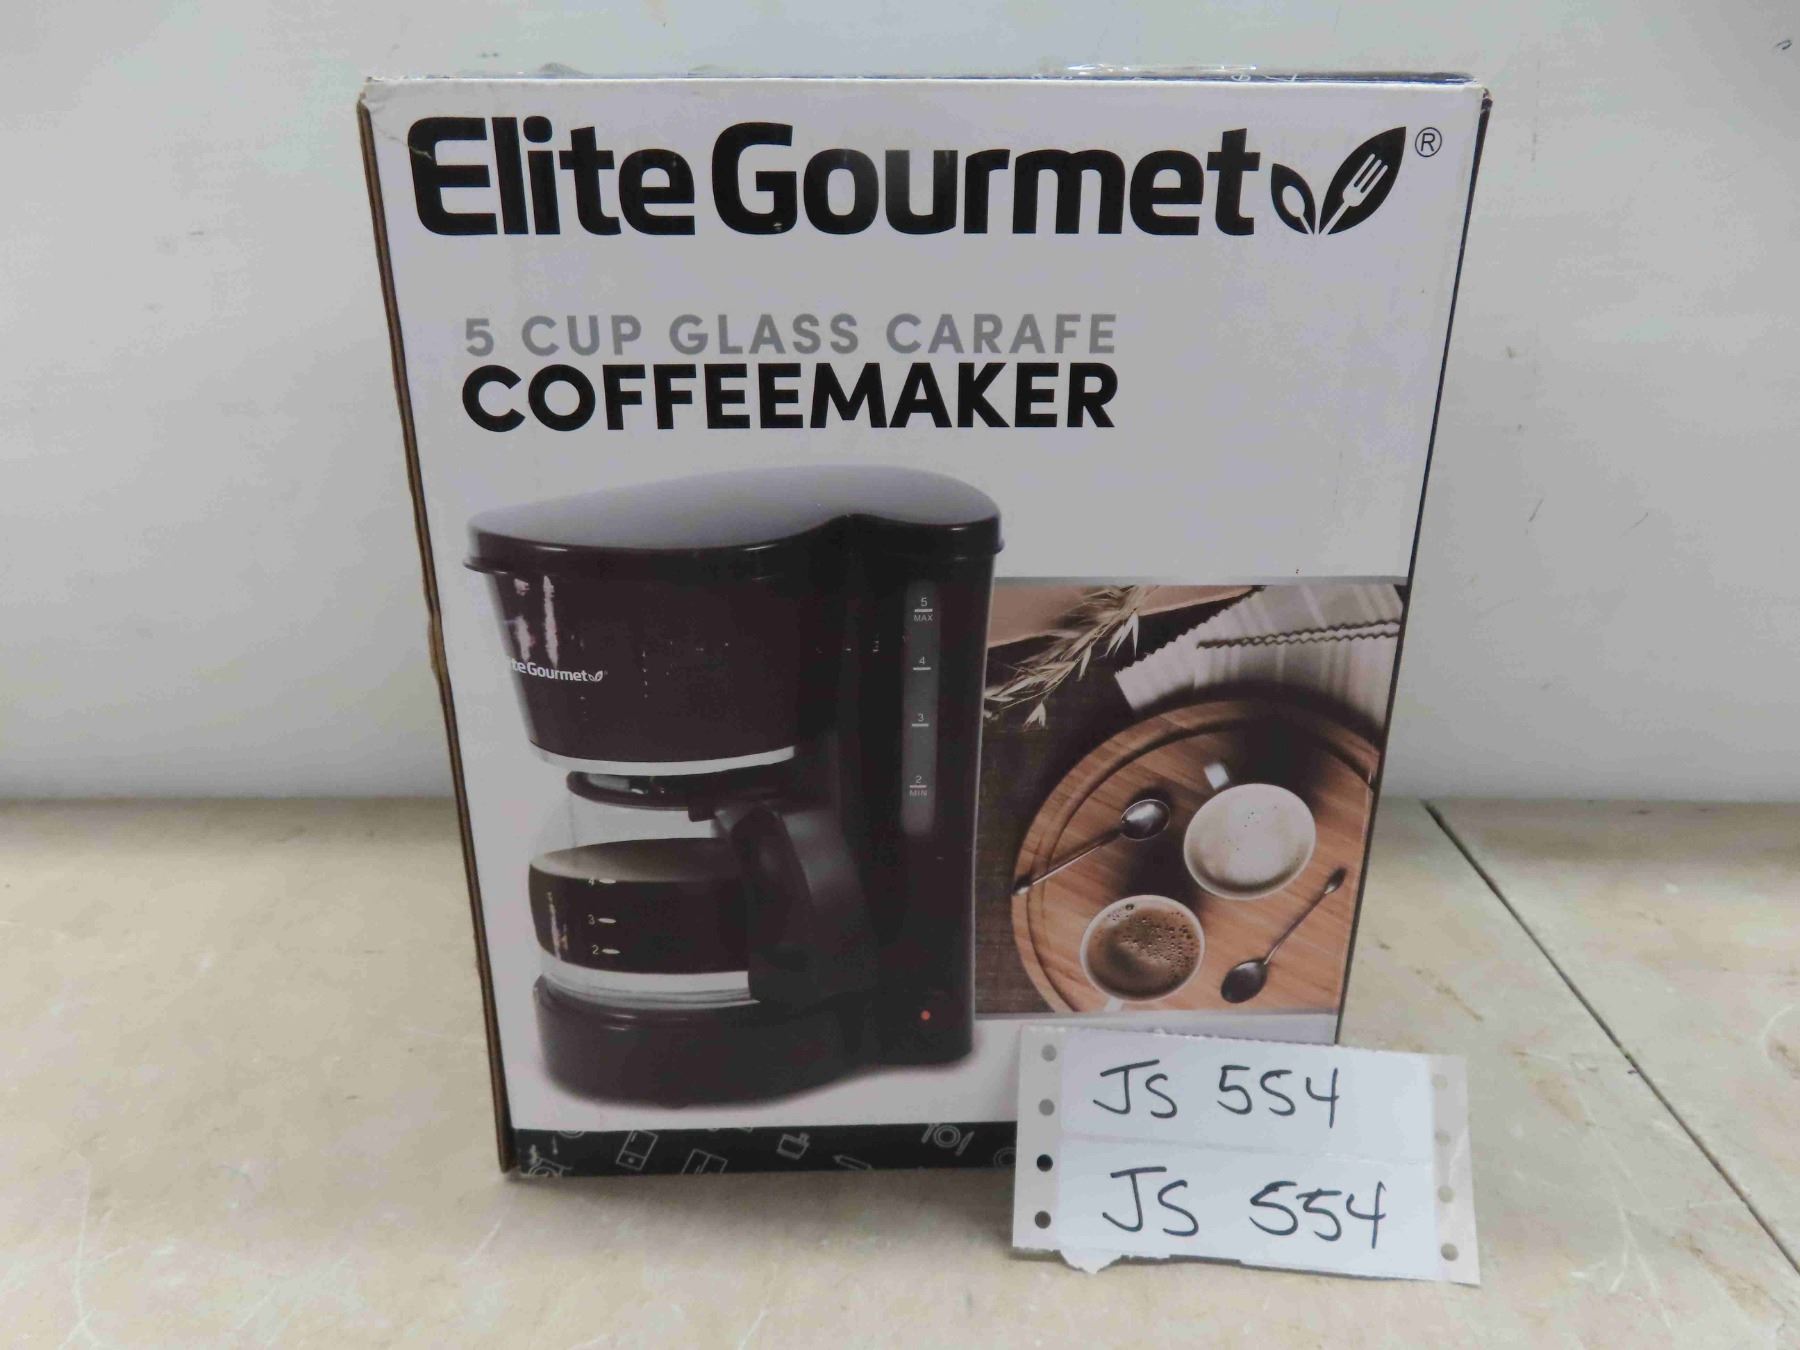 Elite Gourmet®
5 CUP GLASS CARAFE
COFFEEMAKER
5
MAX
4
3
2
MIN
Gourmet
4
3
2
JS 554
JS 554